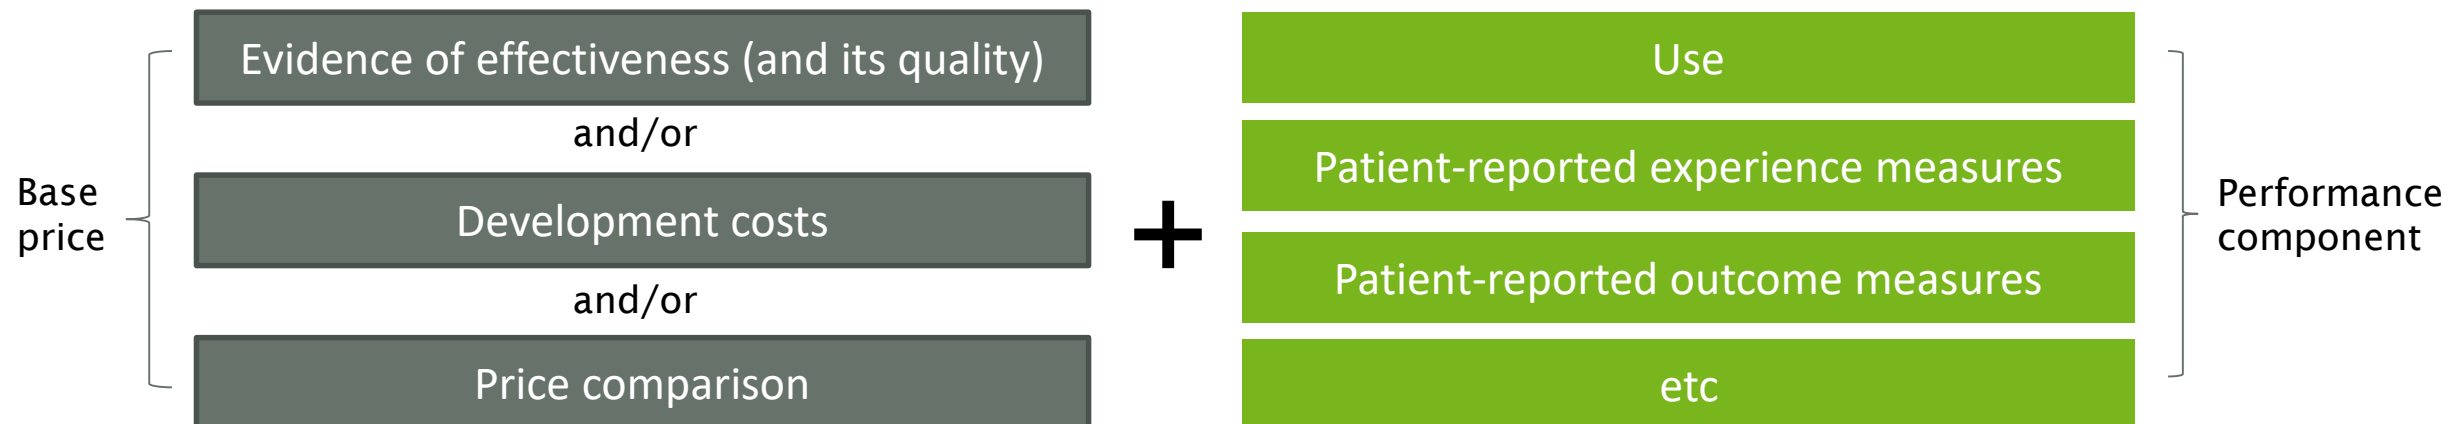 Base
price
Evidence of effectiveness (and its quality)
and/or
Development costs
and/or
Price comparison
+
Use
Patient-reported experience measures
Patient-reported outcome measures
etc
Performance
component